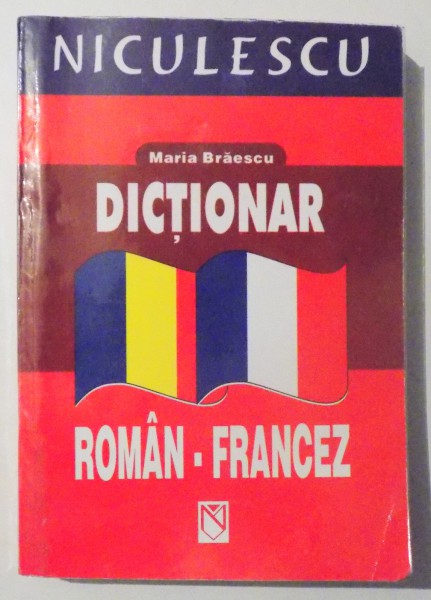 NICULESCU
Maria Brăescu
DICȚIONAR
ROMÂN - FRANCEZ